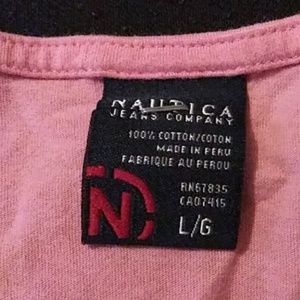 NAUTICA
JEANS COMPANY
100% COTTON/COTON
MADE IN PERU
FABRIQUE AU PEROU
RN67835
CA07415
N
L/G